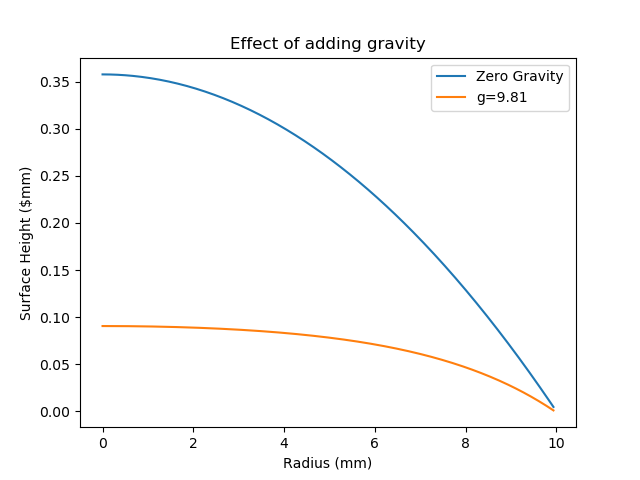 Effect of adding gravity
Zero Gravity
g=9.81
Surface Height ($mm)
0.35
0.30
0.25
0.20
0.15
0.10
0.05
0.00
0 2 4 6 8 10
Radius (mm)